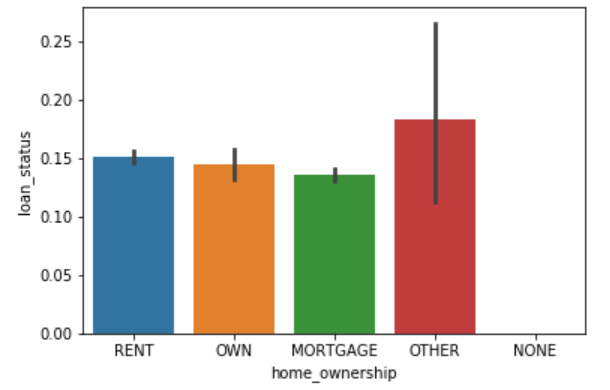 0.25
0.20
0.15
0.10
0.05
0.00
loan_status
RENT OWN MORTGAGE OTHER NONE
home_ownership